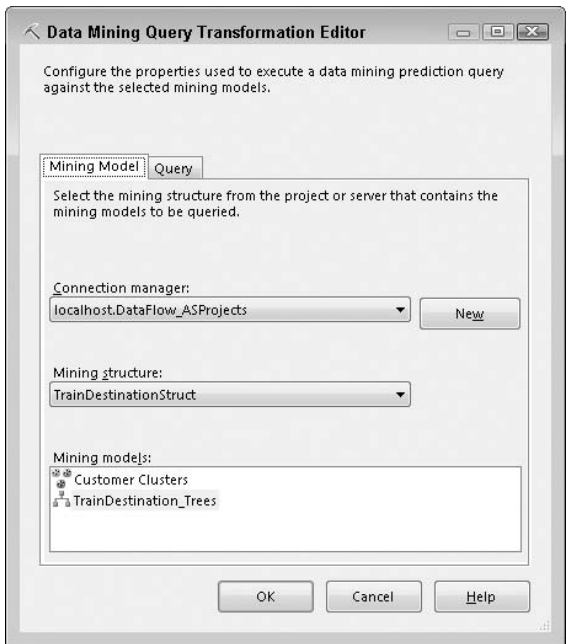 Data Mining Query Transformation Editor
Configure the properties used to execute a data mining prediction query
against the selected mining models.
Mining Model
Query
Select the mining structure from the project or server that contains the
mining models to be queried.
Connection manager:
localhost.DataFlow_ASProjects
New
Mining structure:
TrainDestinationStruct
Mining models:
Customer Clusters
TrainDestination_Trees
OK
Cancel
Help